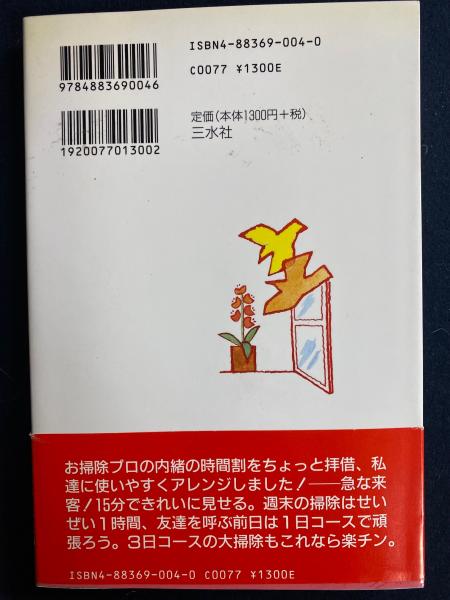 ISBN4-88369-004-0
C0077 ¥1300E
9784883690046
定価(本体1300円+税)
三水社
1920077013002
お掃除プロの内緒の時間割をちょっと拝借、私
達に使いやすくアレンジしました!──急な来
客!15分できれいに見せる。週末の掃除はせい
ぜい1時間、友達を呼ぶ前日は1日コースで頑
張ろう。3日コースの大掃除もこれなら楽チン。
ISBN4-88369-004-0 C0077 ¥1300E